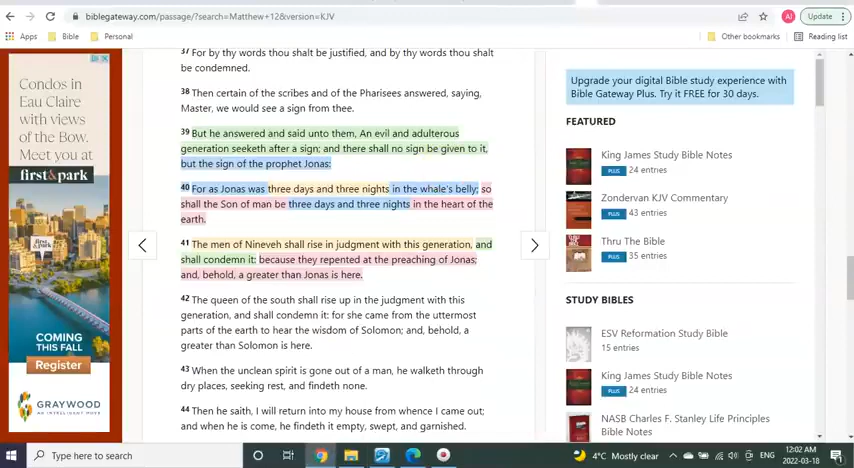 biblegateway.com/passage/?search=Matthew+12&version=KJV
AI
Update
Apps
Bible
Personal
Other bookmarks
Reading list
Condos in
Eau Claire
with views
of the Bow.
Meet you at
first&park
first
&park
COMING
THIS FALL
Register
GRAYWOOD
37 For by thy words thou shalt be justified, and by thy words thou shalt
be condemned.
38 Then certain of the scribes and of the Pharisees answered, saying,
Master, we would see a sign from thee.
39 But he answered and said unto them, An evil and adulterous
generation seeketh after a sign; and there shall no sign be given to it,
but the sign of the prophet Jonas:
40 For as Jonas was three days and three nights in the whale's belly; so
shall the Son of man be three days and three nights in the heart of the
earth.
41 The men of Nineveh shall rise in judgment with this generation, and
shall condemn it: because they repented at the preaching of Jonas;
and, behold, a greater than Jonas is here.
42 The queen of the south shall rise up in the judgment with this
generation, and shall condemn it: for she came from the uttermost
parts of the earth to hear the wisdom of Solomon; and, behold, a
greater than Solomon is here.
43 When the unclean spirit is gone out of a man, he walketh through
dry places, seeking rest, and findeth none.
44 Then he saith, I will return into my house from whence I came out;
and when he is come, he findeth it empty, swept, and garnished.
Upgrade your digital Bible study experience with
Bible Gateway Plus. Try it FREE for 30 days.
FEATURED
King James Study Bible Notes
PLUS 24 entries
Zondervan KJV Commentary
PLUS 43 entries
Thru The Bible
PLUS 35 entries
STUDY BIBLES
ESV Reformation Study Bible
15 entries
King James Study Bible Notes
PLUS 24 entries
NASB Charles F. Stanley Life Principles
Bible Notes
Type here to search
4°C Mostly clear
ENG
12:02 AM
2022-03-18